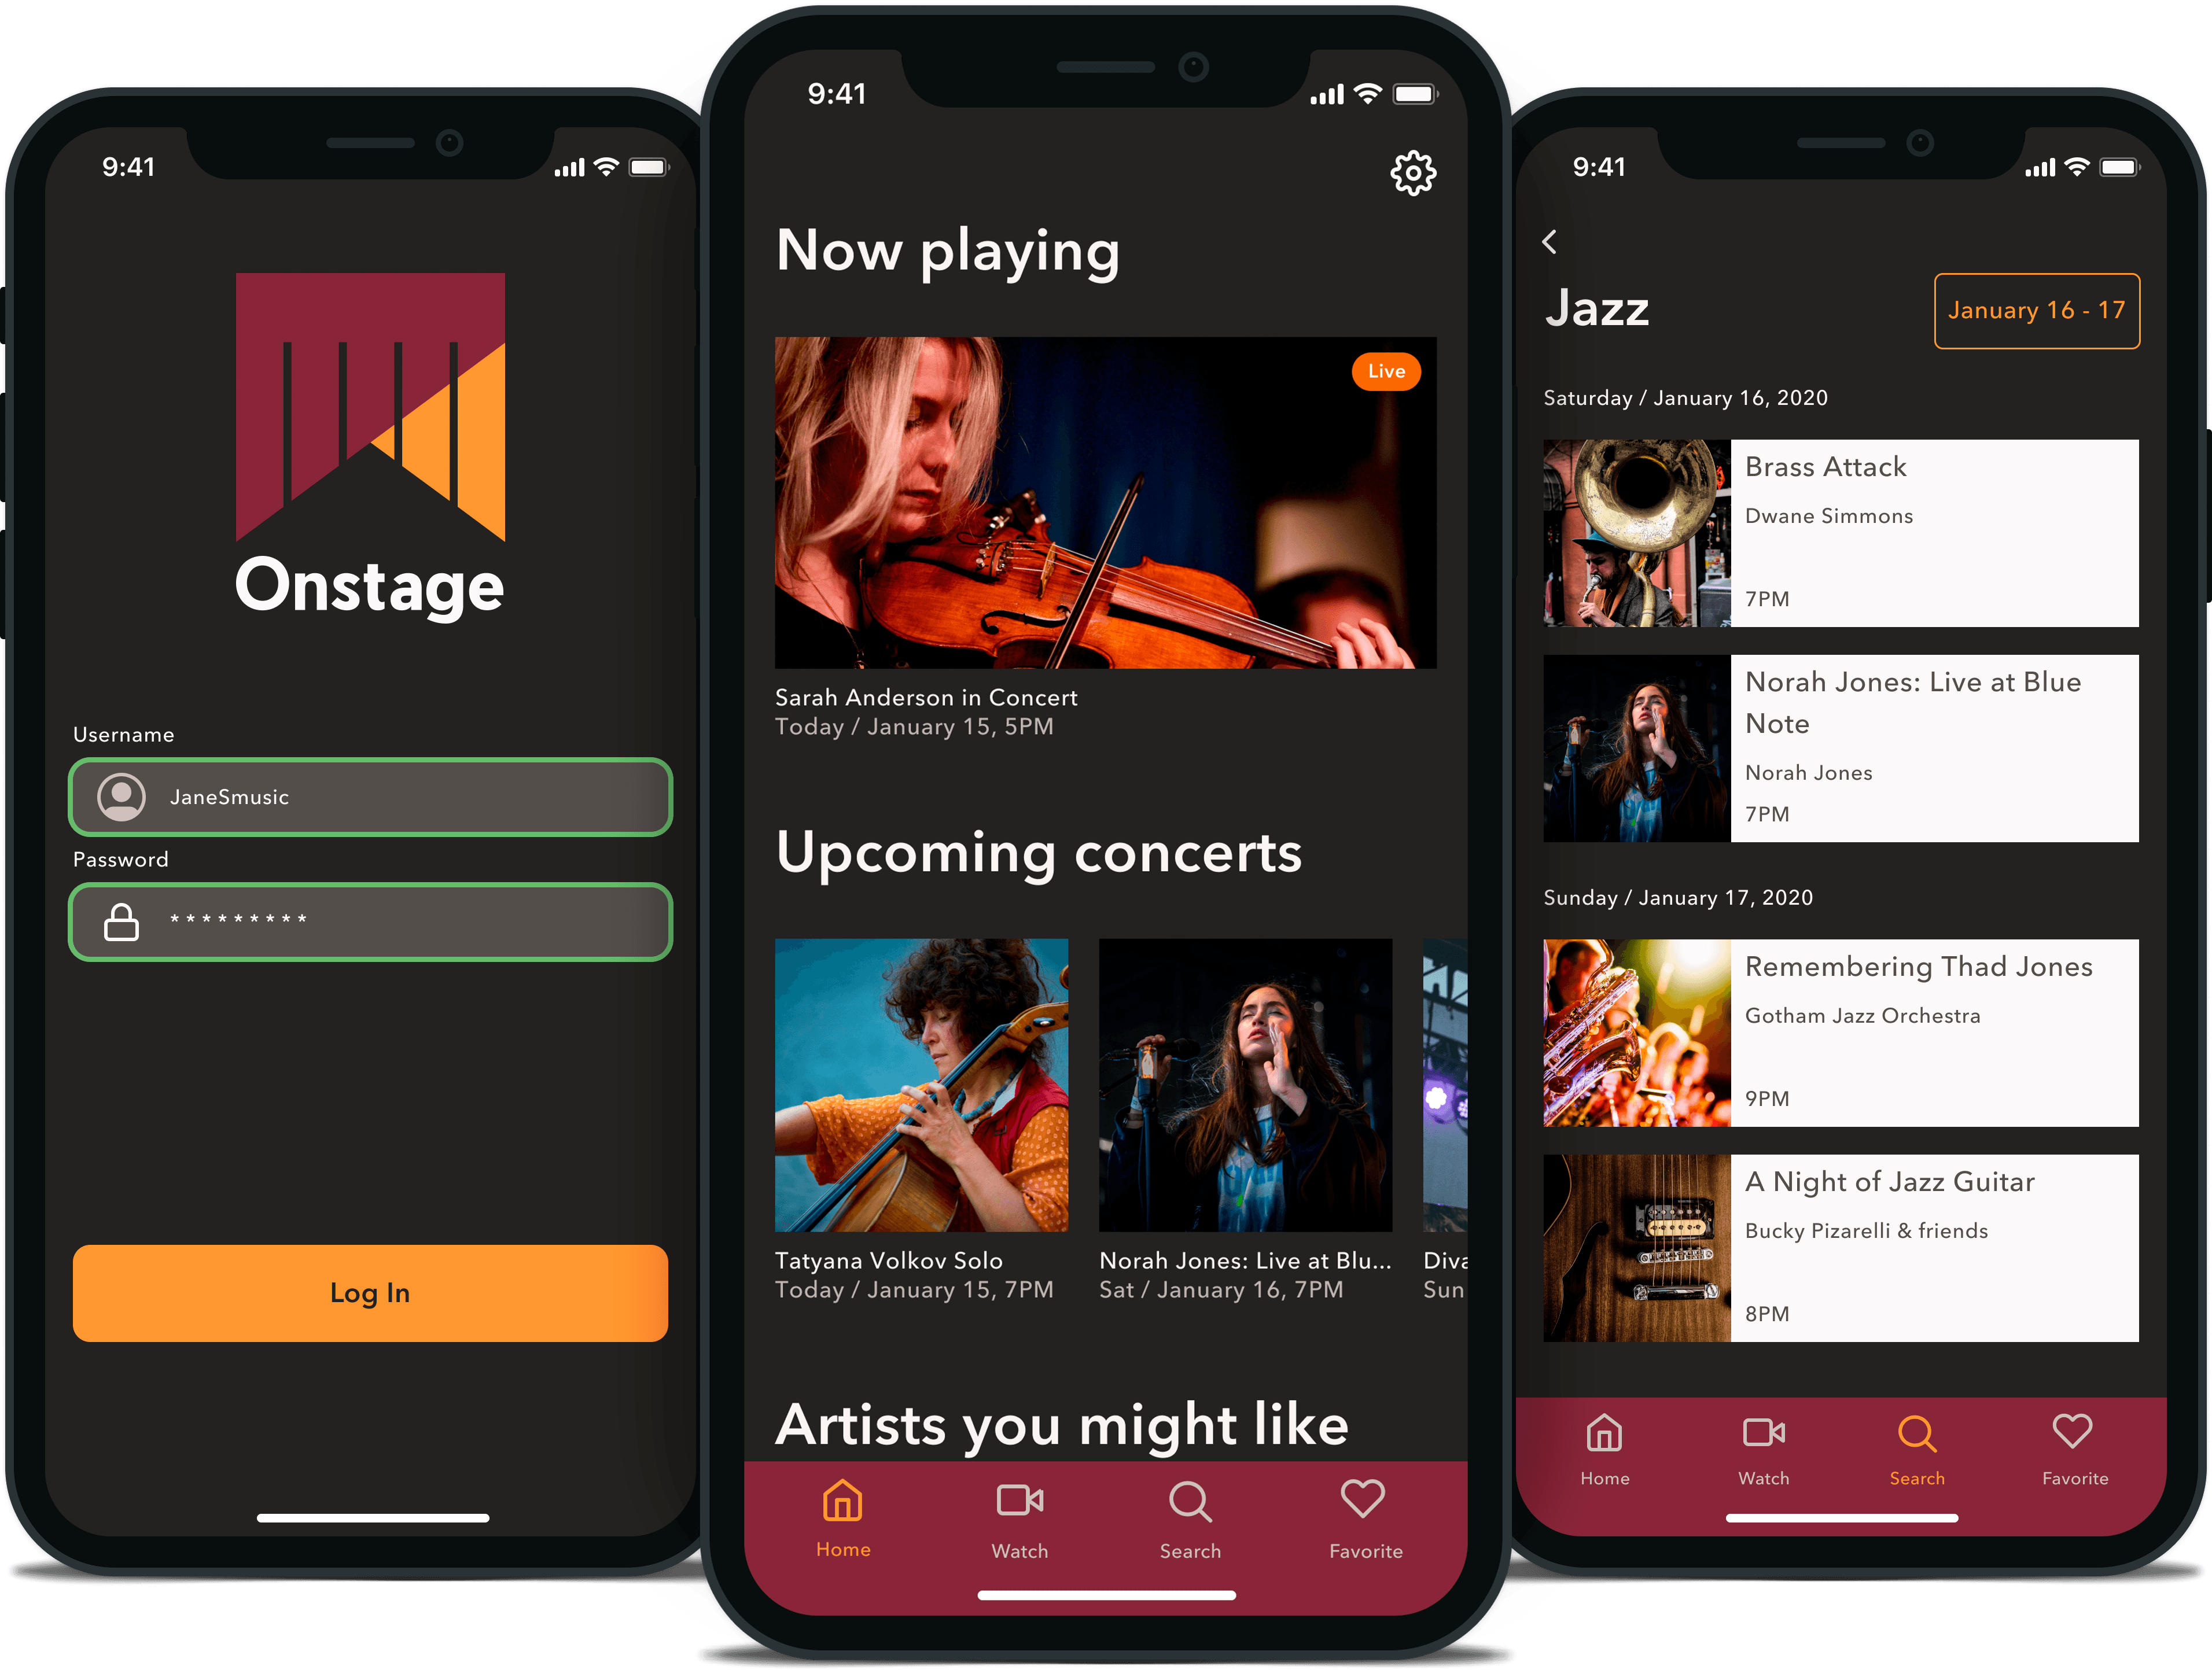 9:41
Onstage
Username
JaneSmusic
Password
* * * * * * * * *
Log In
9:41
Now playing
Live
Sarah Anderson in Concert
Today / January 15, 5PM
Upcoming concerts
Tatyana Volkov Solo
Today / January 15, 7PM
Norah Jones: Live at Blu...
Sat / January 16, 7PM
Diva
Sun
Artists you might like
Home
Watch
Search
Favorite
9:41
Jazz
January 16 - 17
Saturday / January 16, 2020
Brass Attack
Dwane Simmons
7PM
Norah Jones: Live at Blue
Note
Norah Jones
7PM
Sunday / January 17, 2020
Remembering Thad Jones
Gotham Jazz Orchestra
9PM
A Night of Jazz Guitar
Bucky Pizarelli & friends
8PM
Home
Watch
Search
Favorite